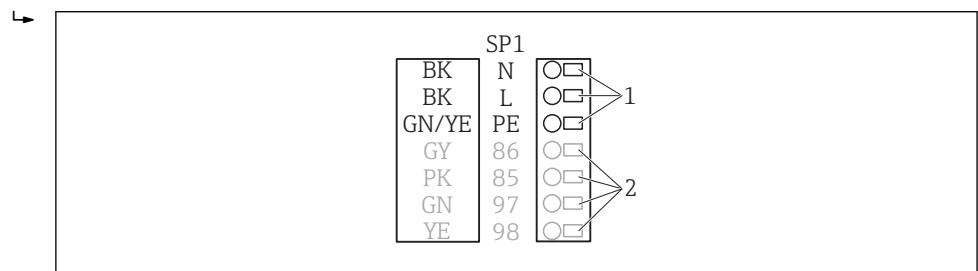 SP1
BK N
BK L 1
GN/YE PE
GY 86
PK 85 2
GN 97
YE 98